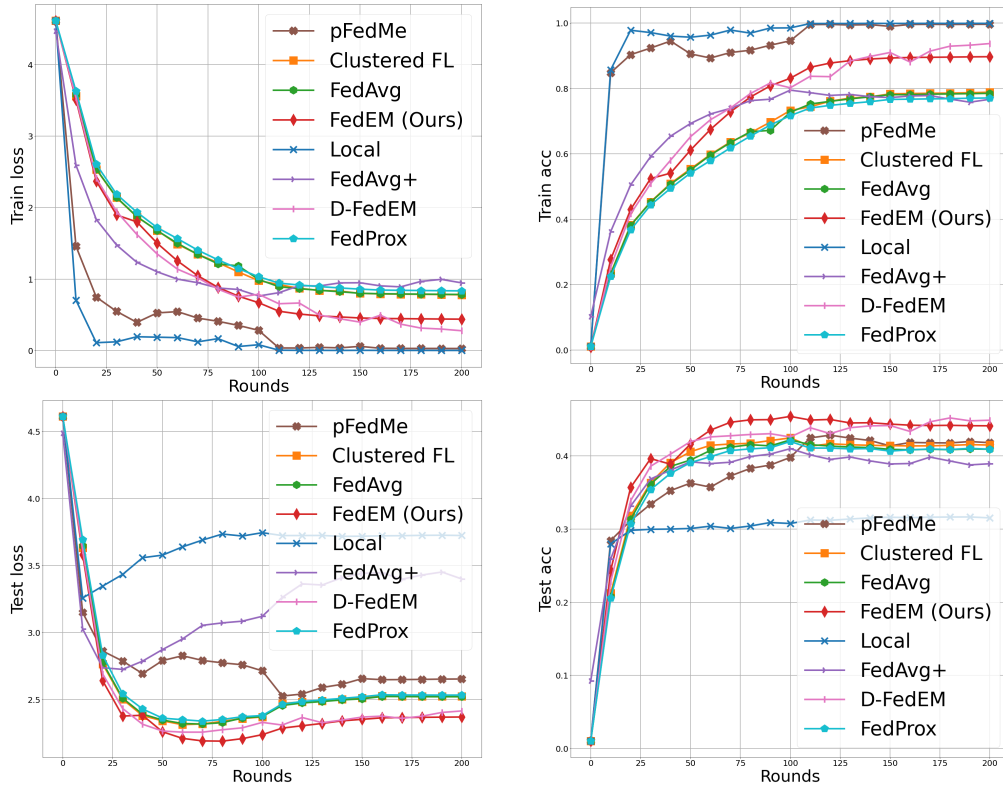 Train loss
4
3
2
1
0
0
25
50
75
100
125
150
175
200
Rounds
pFedMe
Clustered FL
FedAvg
FedEM (Ours)
Local
FedAvg+
D-FedEM
FedProx
Train acc
1.0
0.8
0.6
0.4
0.2
0.0
0
25
50
75
100
125
150
175
200
Rounds
pFedMe
Clustered FL
FedAvg
FedEM (Ours)
Local
FedAvg+
D-FedEM
FedProx
Test loss
4.5
4.0
3.5
3.0
2.5
0
25
50
75
100
125
150
175
200
Rounds
pFedMe
Clustered FL
FedAvg
FedEM (Ours)
Local
FedAvg+
D-FedEM
FedProx
Test acc
0.4
0.3
0.2
0.1
0.0
0
25
50
75
100
125
150
175
200
Rounds
pFedMe
Clustered FL
FedAvg
FedEM (Ours)
Local
FedAvg+
D-FedEM
FedProx